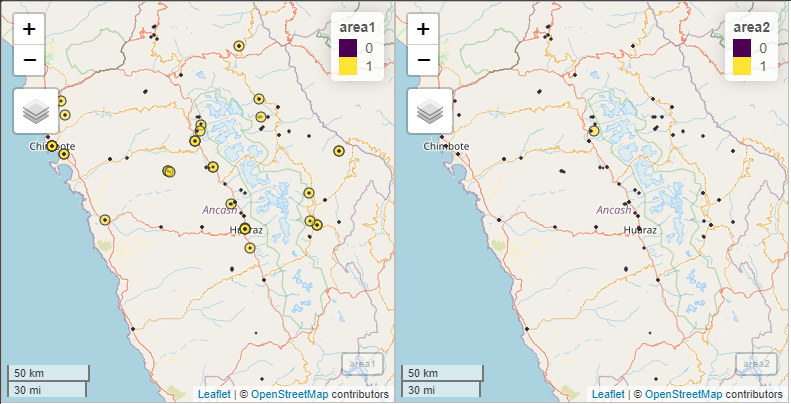 +
−
area1
0
1
Chimbote
Ancash
Huaraz
50 km
30 mi
area1
Leaflet | © OpenStreetMap contributors
+
−
area2
0
1
Chimbote
Ancash
Huaraz
50 km
30 mi
area2
Leaflet | © OpenStreetMap contributors